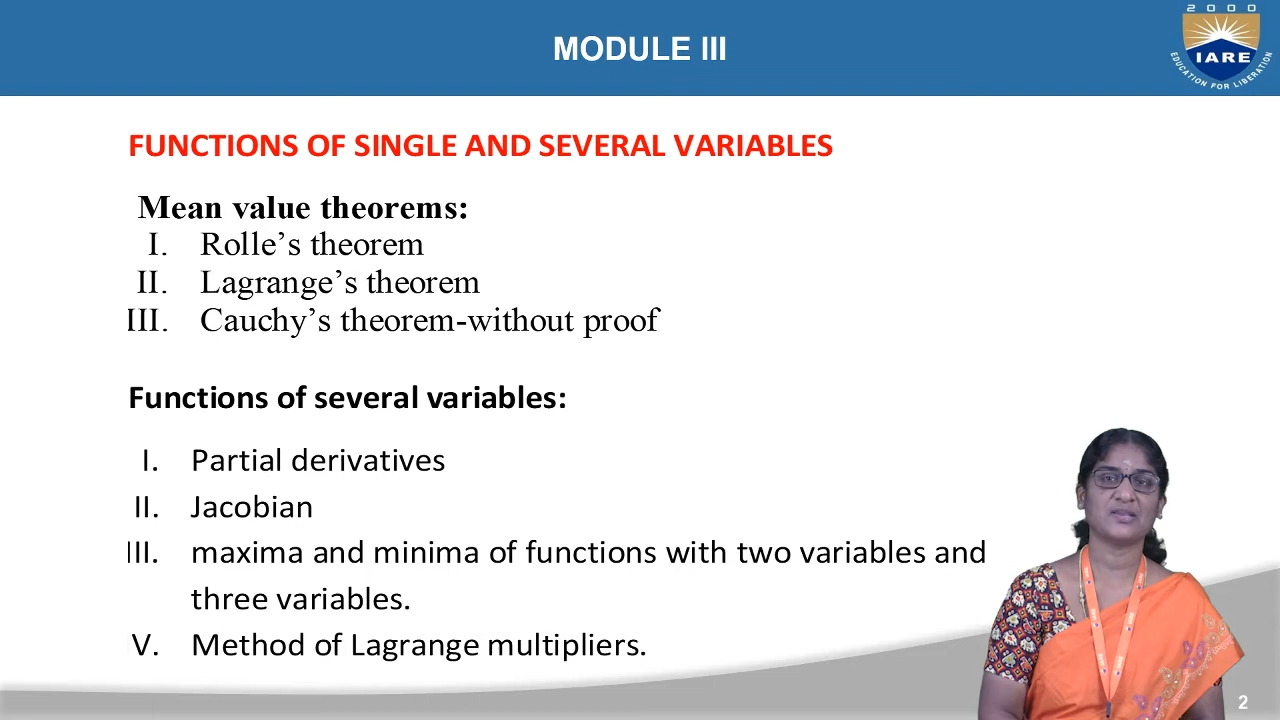 2000
MODULE III
IARE
EDUCATION FOR LIBERATION
FUNCTIONS OF SINGLE AND SEVERAL VARIABLES
Mean value theorems:
I. Rolle’s theorem
II. Lagrange’s theorem
III. Cauchy’s theorem-without proof
Functions of several variables:
I. Partial derivatives
II. Jacobian
III. maxima and minima of functions with two variables and
three variables.
V. Method of Lagrange multipliers.
2